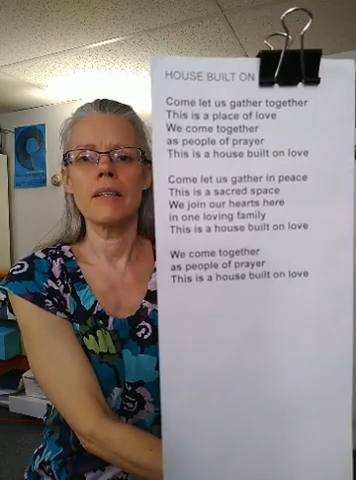 HOUSE BUILT ON
Come let us gather together
This is a place of love
We come together
as people of prayer
This is a house built on love
Come let us gather in peace
This is a sacred space
We join our hearts here
in one loving family
This is a house built on love
We come together
as people of prayer
This is a house built on love